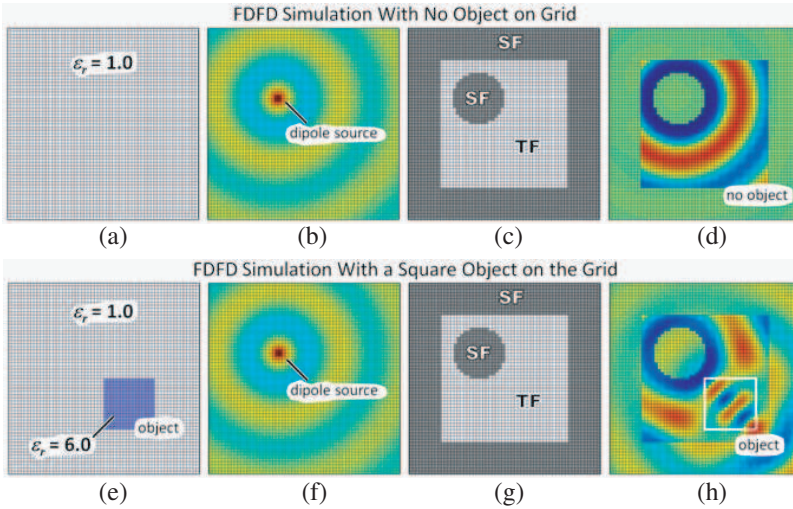 FDFD Simulation With No Object on Grid
εr = 1.0
dipole source
SF
SF
TF
no object
(a) (b) (c) (d)
FDFD Simulation With a Square Object on the Grid
εr = 1.0
εr = 6.0
object
dipole source
SF
SF
TF
object
(e) (f) (g) (h)